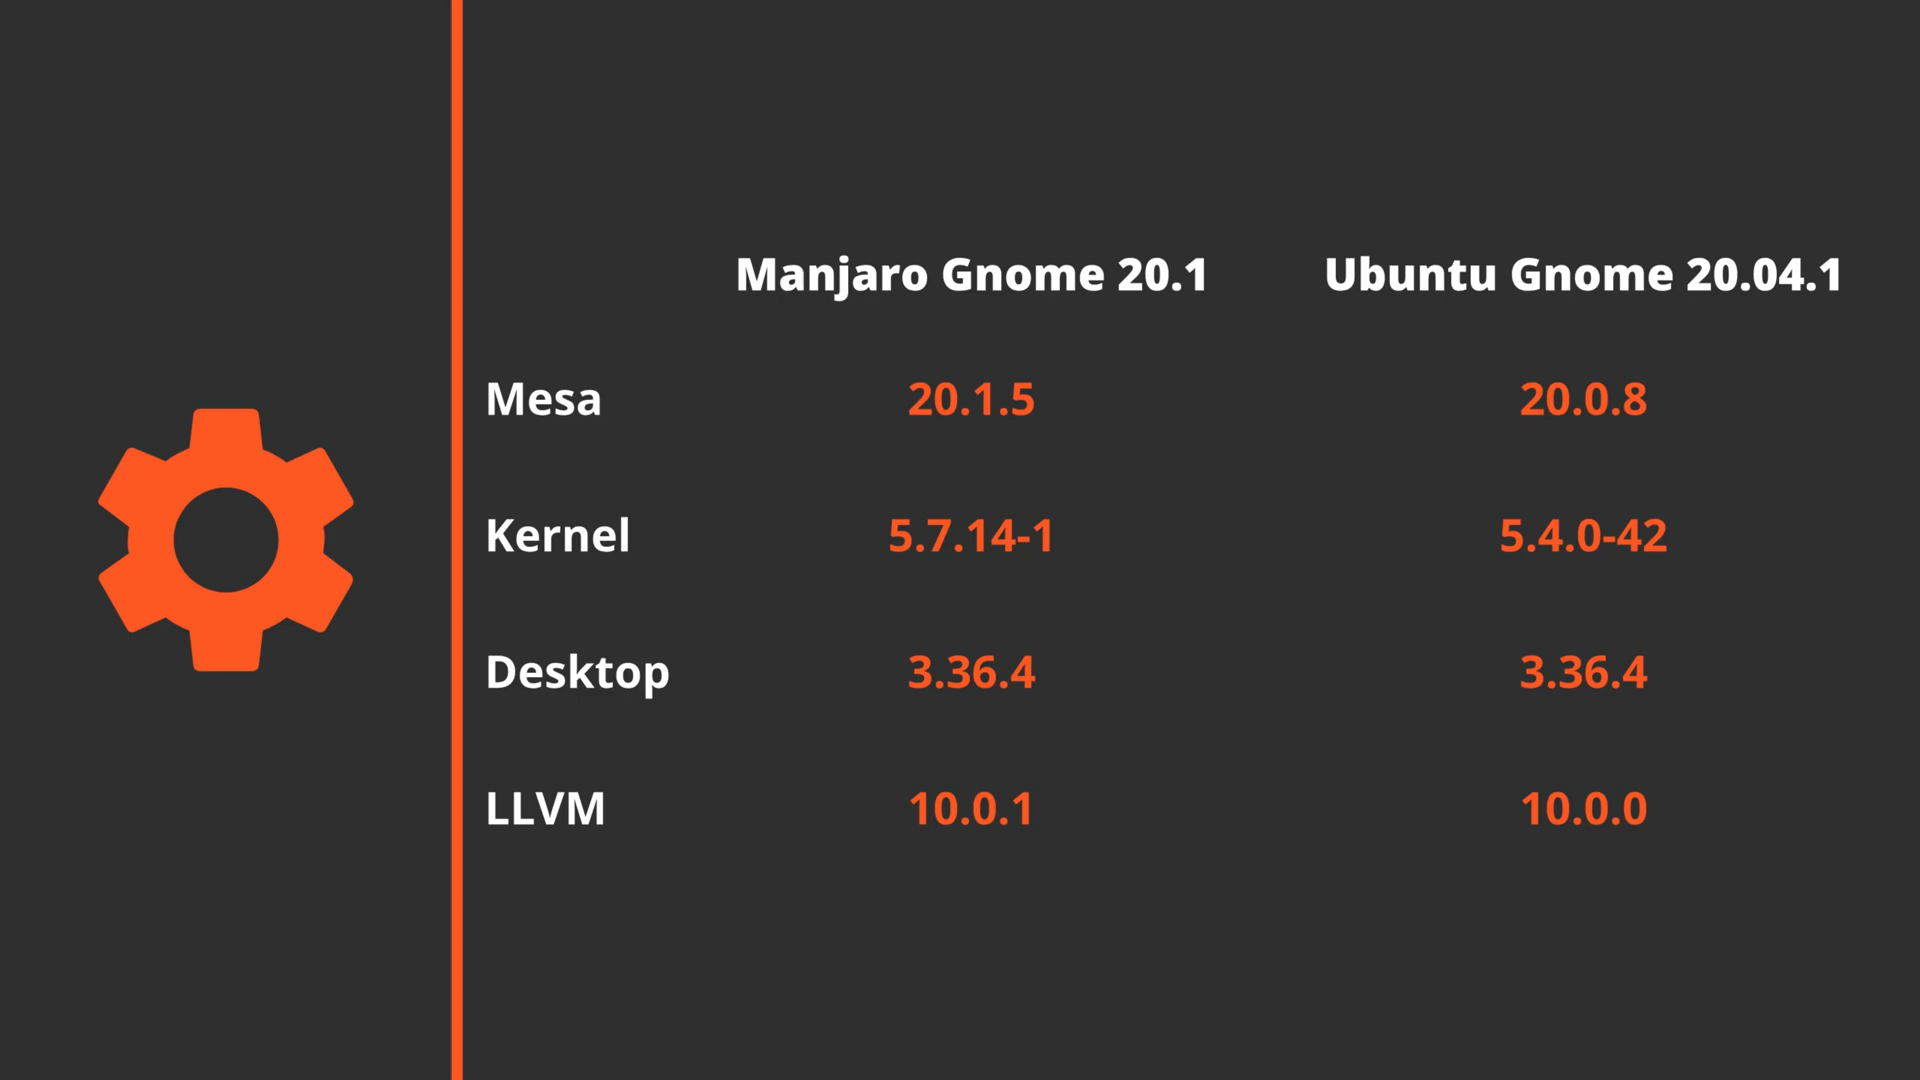 Manjaro Gnome 20.1 Ubuntu Gnome 20.04.1
Mesa 20.1.5 20.0.8
Kernel 5.7.14-1 5.4.0-42
Desktop 3.36.4 3.36.4
LLVM 10.0.1 10.0.0